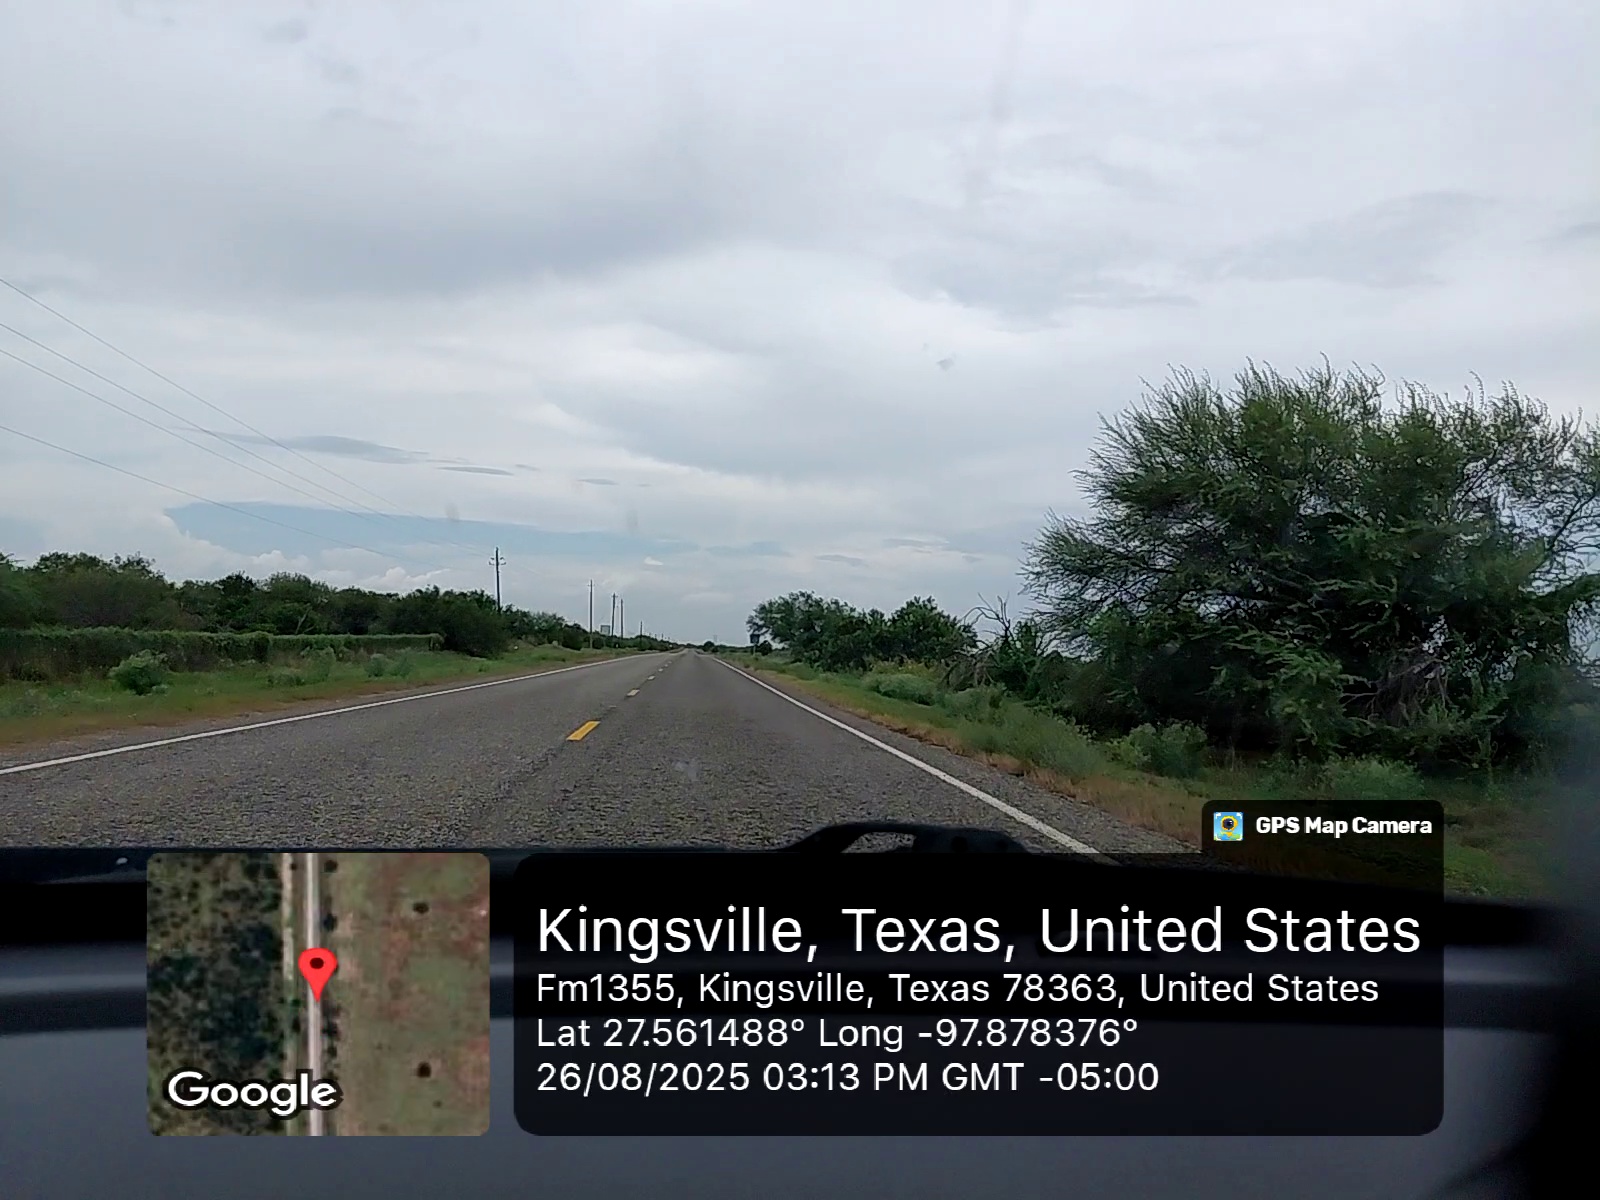 GPS Map Camera
Kingsville, Texas, United States
Fm1355, Kingsville, Texas 78363, United States
Lat 27.561488° Long -97.878376°
26/08/2025 03:13 PM GMT -05:00
Google